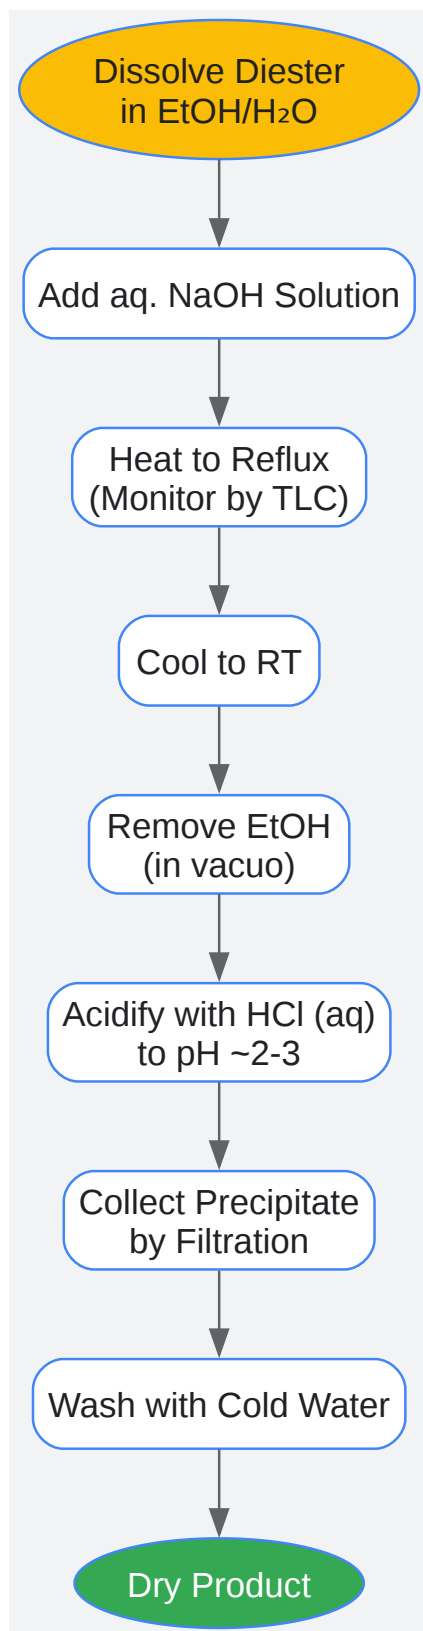 Dissolve Diester
in EtOH/H₂O
Add aq. NaOH Solution
Heat to Reflux
(Monitor by TLC)
Cool to RT
Remove EtOH
(in vacuo)
Acidify with HCl (aq)
to pH ~2-3
Collect Precipitate
by Filtration
Wash with Cold Water
Dry Product